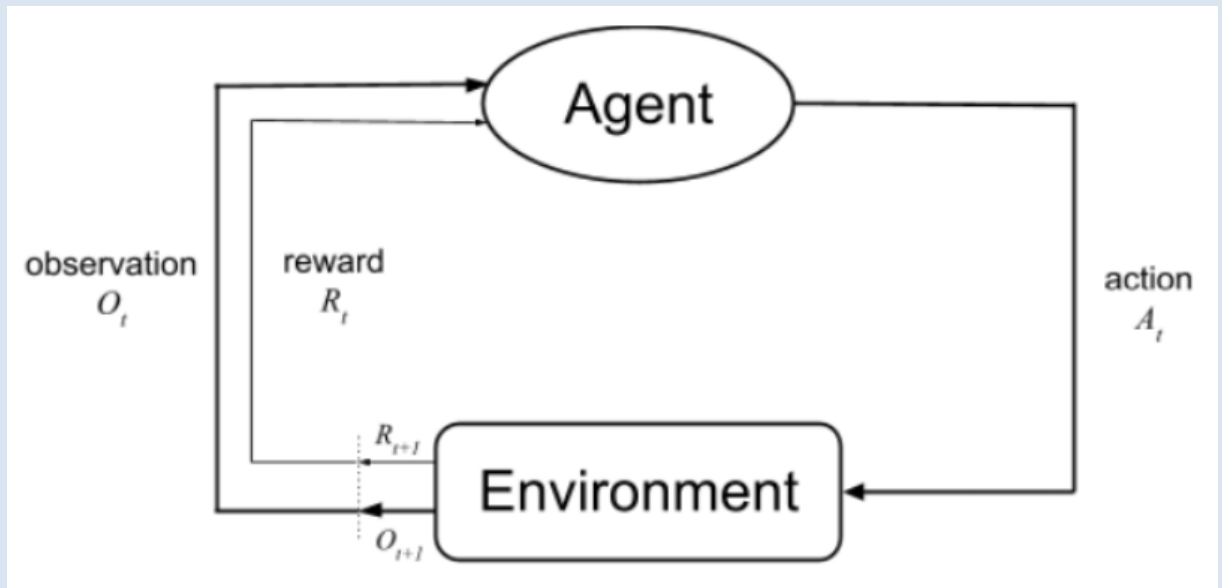 Agent
observation
O_t
reward
R_t
action
A_t
R_{t+1}
Environment
O_{t+1}